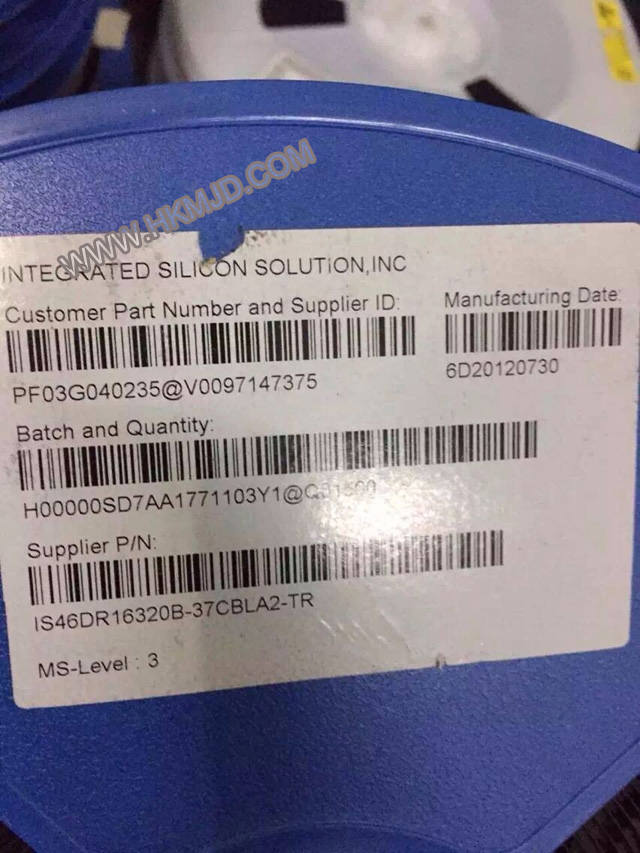 WWW.HKMJD.COM
INTEGRATED SILICON SOLUTION,INC
Customer Part Number and Supplier ID:
Manufacturing Date:
PF03G040235@V0097147375
6D20120730
Batch and Quantity:
Supplier P/N:
IS46DR16320B-37CBLA2-TR
MS-Level : 3